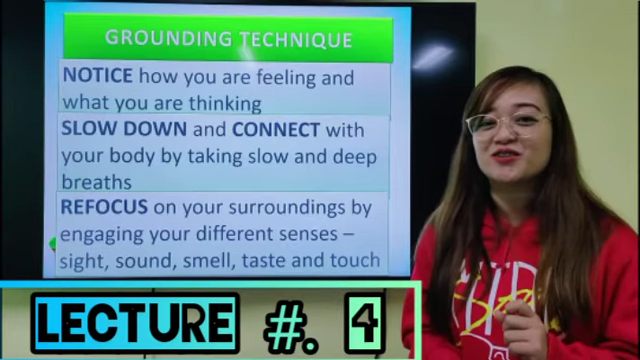 GROUNDING TECHNIQUE
NOTICE how you are feeling and
what you are thinking
SLOW DOWN and CONNECT with
your body by taking slow and deep
breaths
REFOCUS on your surroundings by
engaging your different senses –
sight, sound, smell, taste and touch
LECTURE #. 4